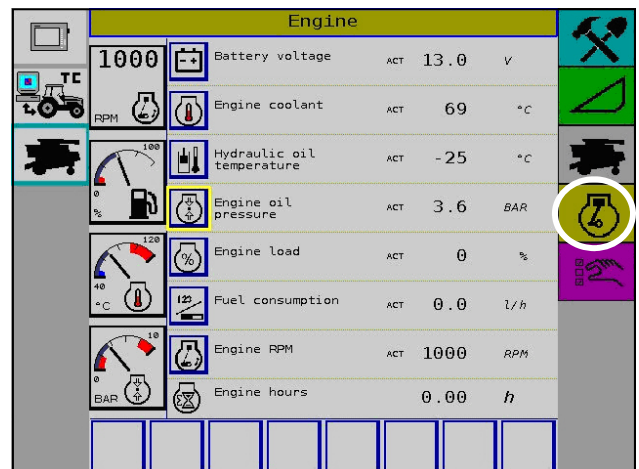 Engine
TC
1000
RPM
Battery voltage ACT 13.0 V
Engine coolant ACT 69 °C
100
0
%
Hydraulic oil
temperature ACT -25 °C
Engine oil
pressure ACT 3.6 BAR
120
40
°C
%
Engine load ACT 0 %
123
Fuel consumption ACT 0.0 l/h
10
0
BAR
Engine RPM ACT 1000 RPM
Engine hours 0.00 h